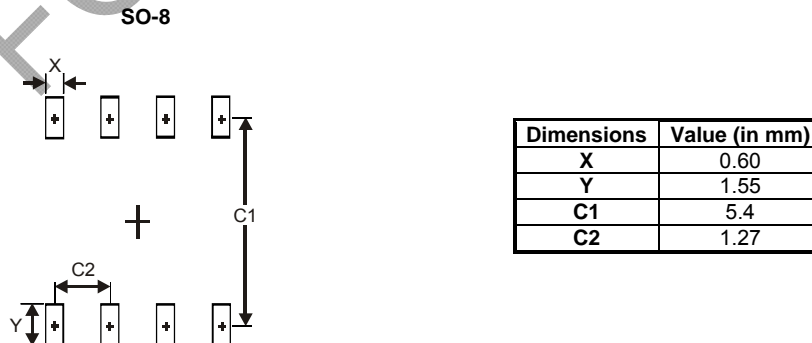 SO-8
X
C1
C2
Y
Dimensions Value (in mm)
X 0.60
Y 1.55
C1 5.4
C2 1.27